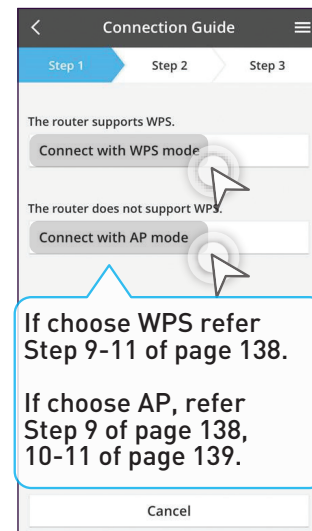 Connection Guide
Step 1 Step 2 Step 3
The router supports WPS.
Connect with WPS mode
The router does not support WPS.
Connect with AP mode
If choose WPS refer
Step 9-11 of page 138.
If choose AP, refer
Step 9 of page 138,
10-11 of page 139.
Cancel